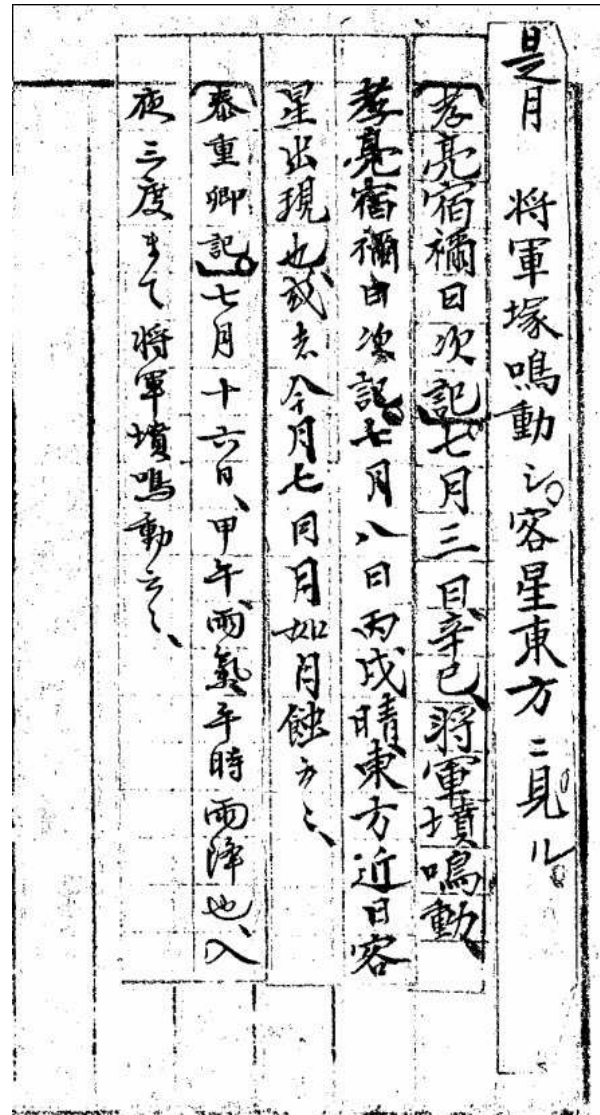 是月　将軍塚鳴動シ。客星東方ニ見ル。
〔孝亮宿禰日次記〕七月三日、辛巳、将軍墳鳴動、
孝亮宿禰日次記。七月八日丙戌晴、東方近日客
星出現也、或云今月七日月如月蝕云々、
〔泰重卿記〕七月十六日、甲午、雨氣、午時雨降也、入
夜三度まて将軍墳鳴動云々、